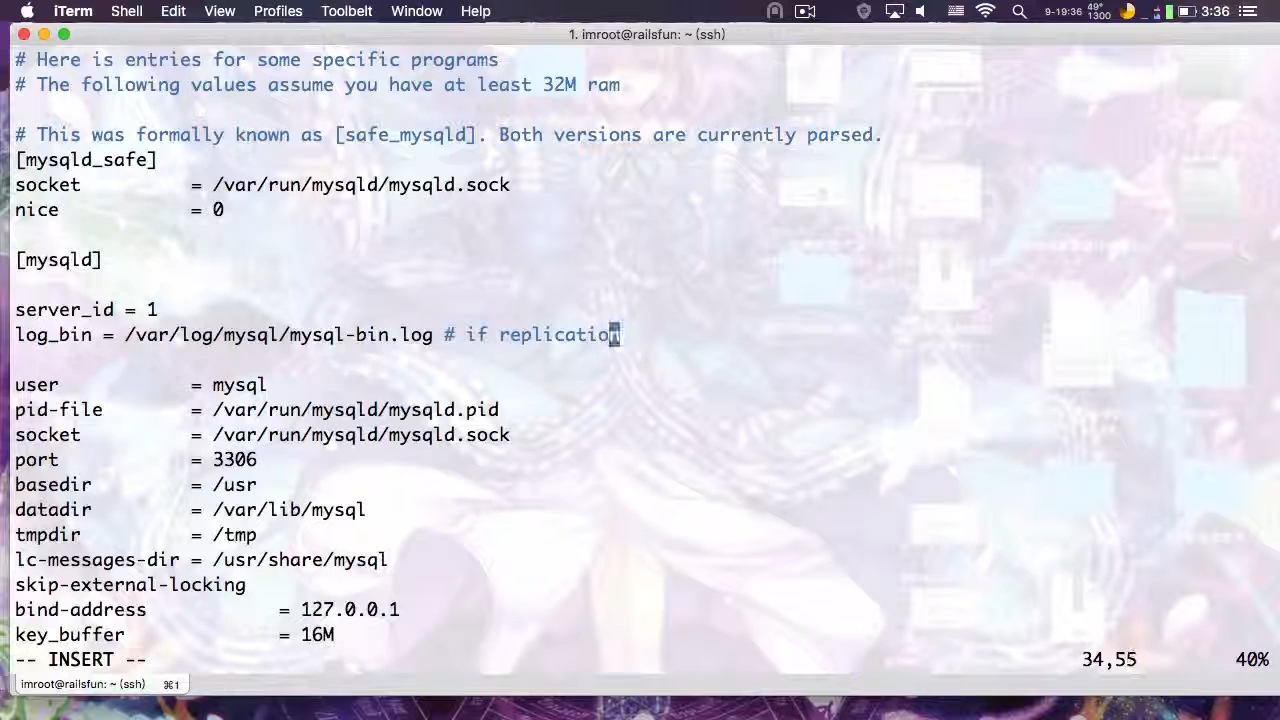 iTerm Shell Edit View Profiles Toolbelt Window Help 9-19:36 49° 1300 3:36
1. imroot@railsfun: ~ (ssh)
# Here is entries for some specific programs
# The following values assume you have at least 32M ram
# This was formally known as [safe_mysqld]. Both versions are currently parsed.
[mysqld_safe]
socket = /var/run/mysqld/mysqld.sock
nice = 0
[mysqld]
server_id = 1
log_bin = /var/log/mysql/mysql-bin.log # if replication
user = mysql
pid-file = /var/run/mysqld/mysqld.pid
socket = /var/run/mysqld/mysqld.sock
port = 3306
basedir = /usr
datadir = /var/lib/mysql
tmpdir = /tmp
lc-messages-dir = /usr/share/mysql
skip-external-locking
bind-address = 127.0.0.1
key_buffer = 16M
-- INSERT -- 34,55 40%
imroot@railsfun: ~ (ssh) ⌘1